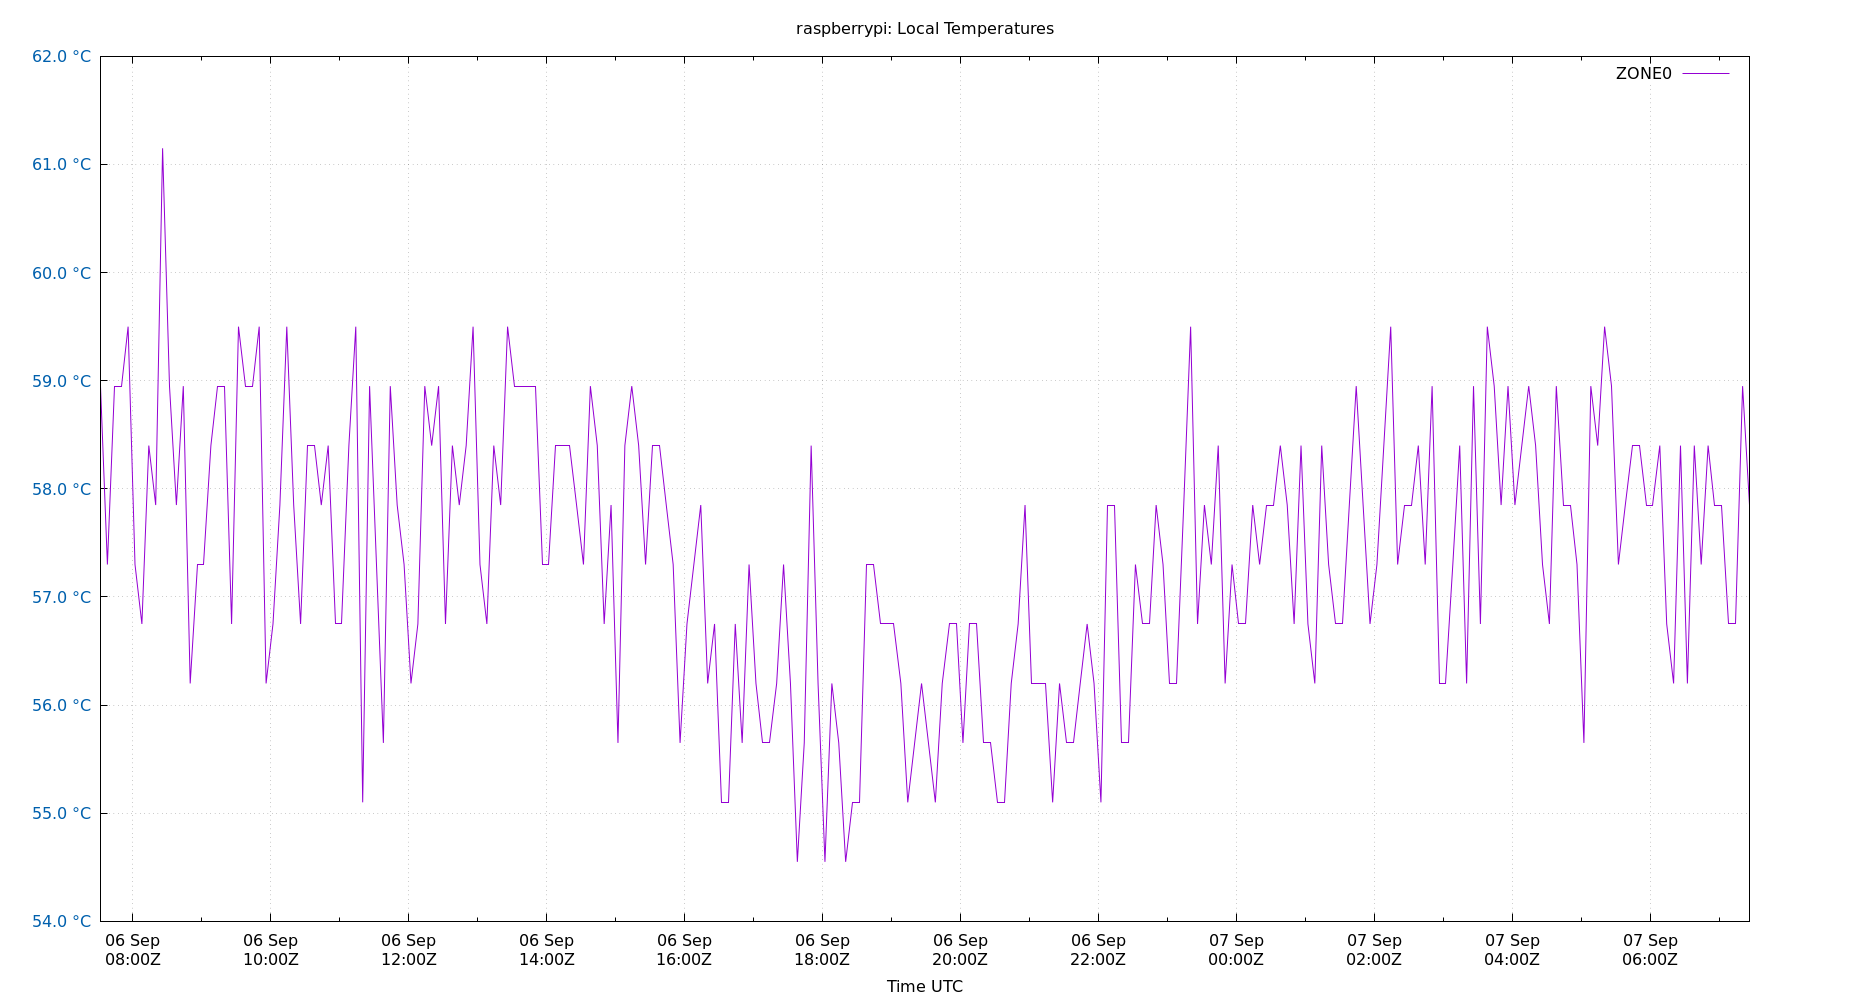 raspberrypi: Local Temperatures
62.0 °C
ZONE0
61.0 °C
60.0 °C
59.0 °C
58.0 °C
57.0 °C
56.0 °C
55.0 °C
54.0 °C
06 Sep 06 Sep 06 Sep 06 Sep 06 Sep 06 Sep 06 Sep 06 Sep 07 Sep 07 Sep 07 Sep 07 Sep
08:00Z 10:00Z 12:00Z 14:00Z 16:00Z 18:00Z 20:00Z 22:00Z 00:00Z 02:00Z 04:00Z 06:00Z
Time UTC